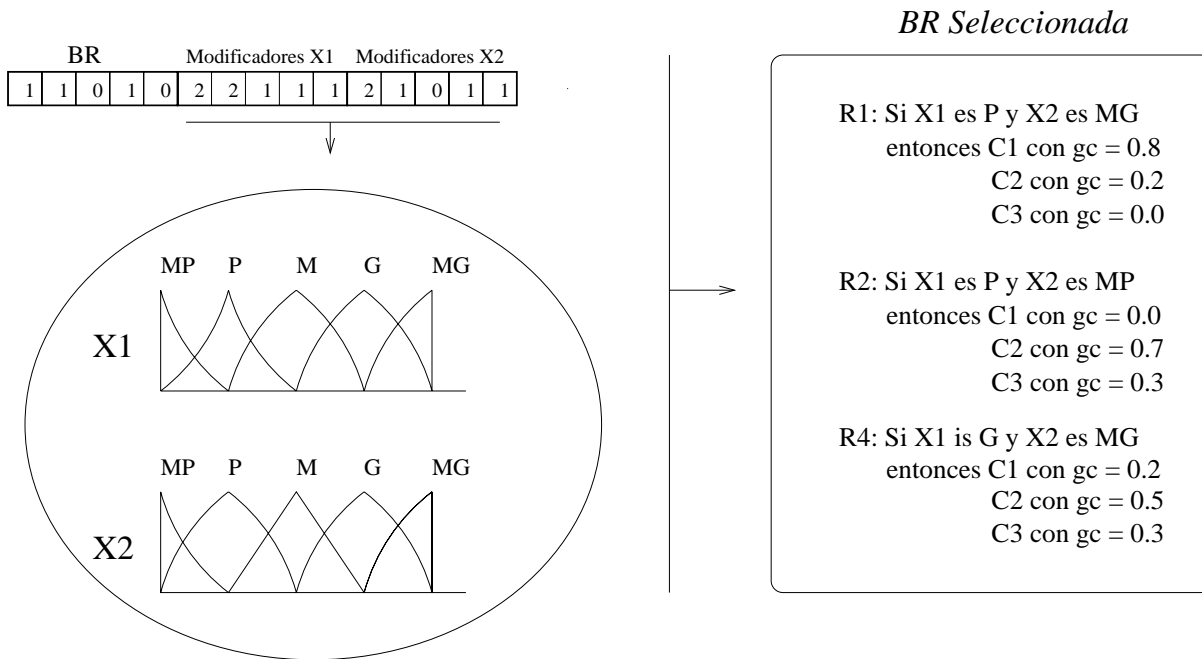 BR Modificadores X1 Modificadores X2
1 1 0 1 0 2 2 1 1 1 2 1 0 1 1
MP P M G MG
X1
MP P M G MG
X2
BR Seleccionada
R1: Si X1 es P y X2 es MG
entonces C1 con gc = 0.8
C2 con gc = 0.2
C3 con gc = 0.0
R2: Si X1 es P y X2 es MP
entonces C1 con gc = 0.0
C2 con gc = 0.7
C3 con gc = 0.3
R4: Si X1 is G y X2 es MG
entonces C1 con gc = 0.2
C2 con gc = 0.5
C3 con gc = 0.3